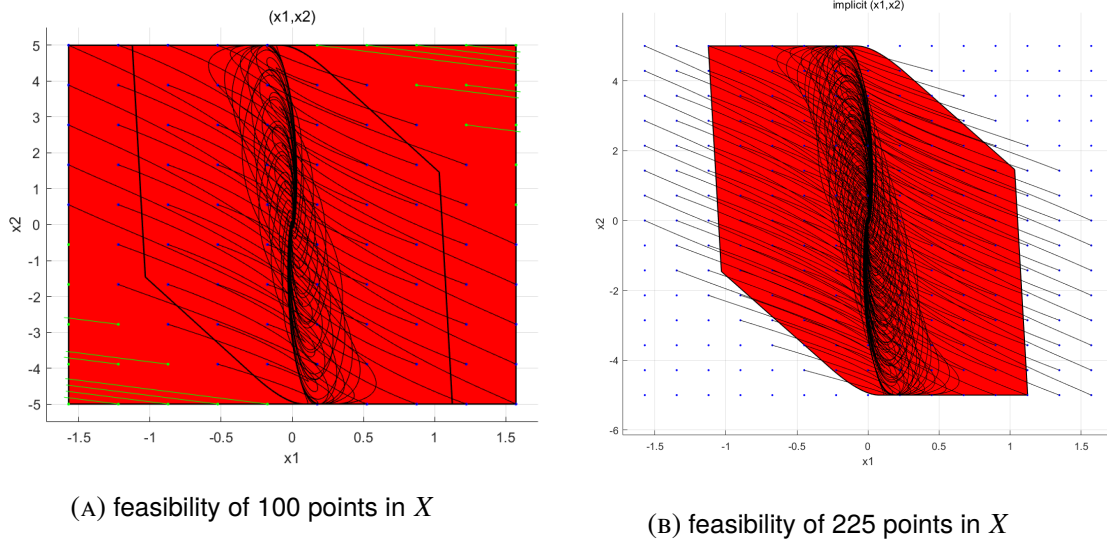 (x1,x2)
5
4
3
2
1
0
-1
-2
-3
-4
-5
x2
-1.5 -1 -0.5 0 0.5 1 1.5
x1
(A) feasibility of 100 points in X
implicit (x1,x2)
4
2
0
-2
-4
-6
x2
-1.5 -1 -0.5 0 0.5 1 1.5
x1
(B) feasibility of 225 points in X